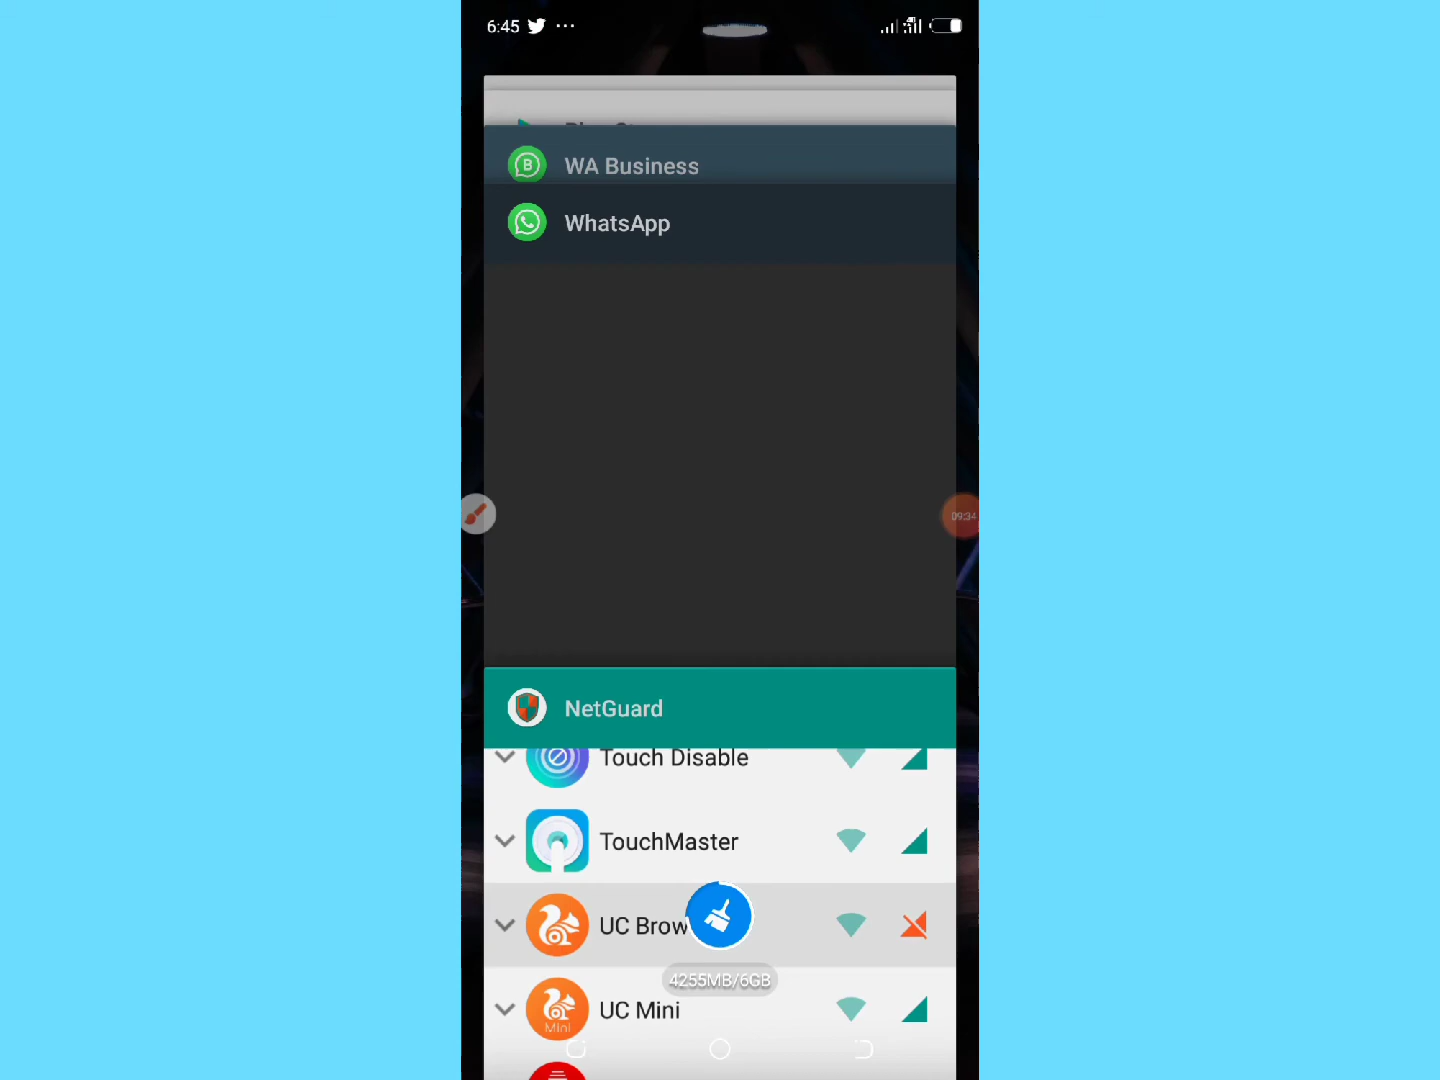 6:45
WA Business
WhatsApp
09:34
NetGuard
Touch Disable
TouchMaster
UC Brow
4255MB/6GB
UC Mini
Mini